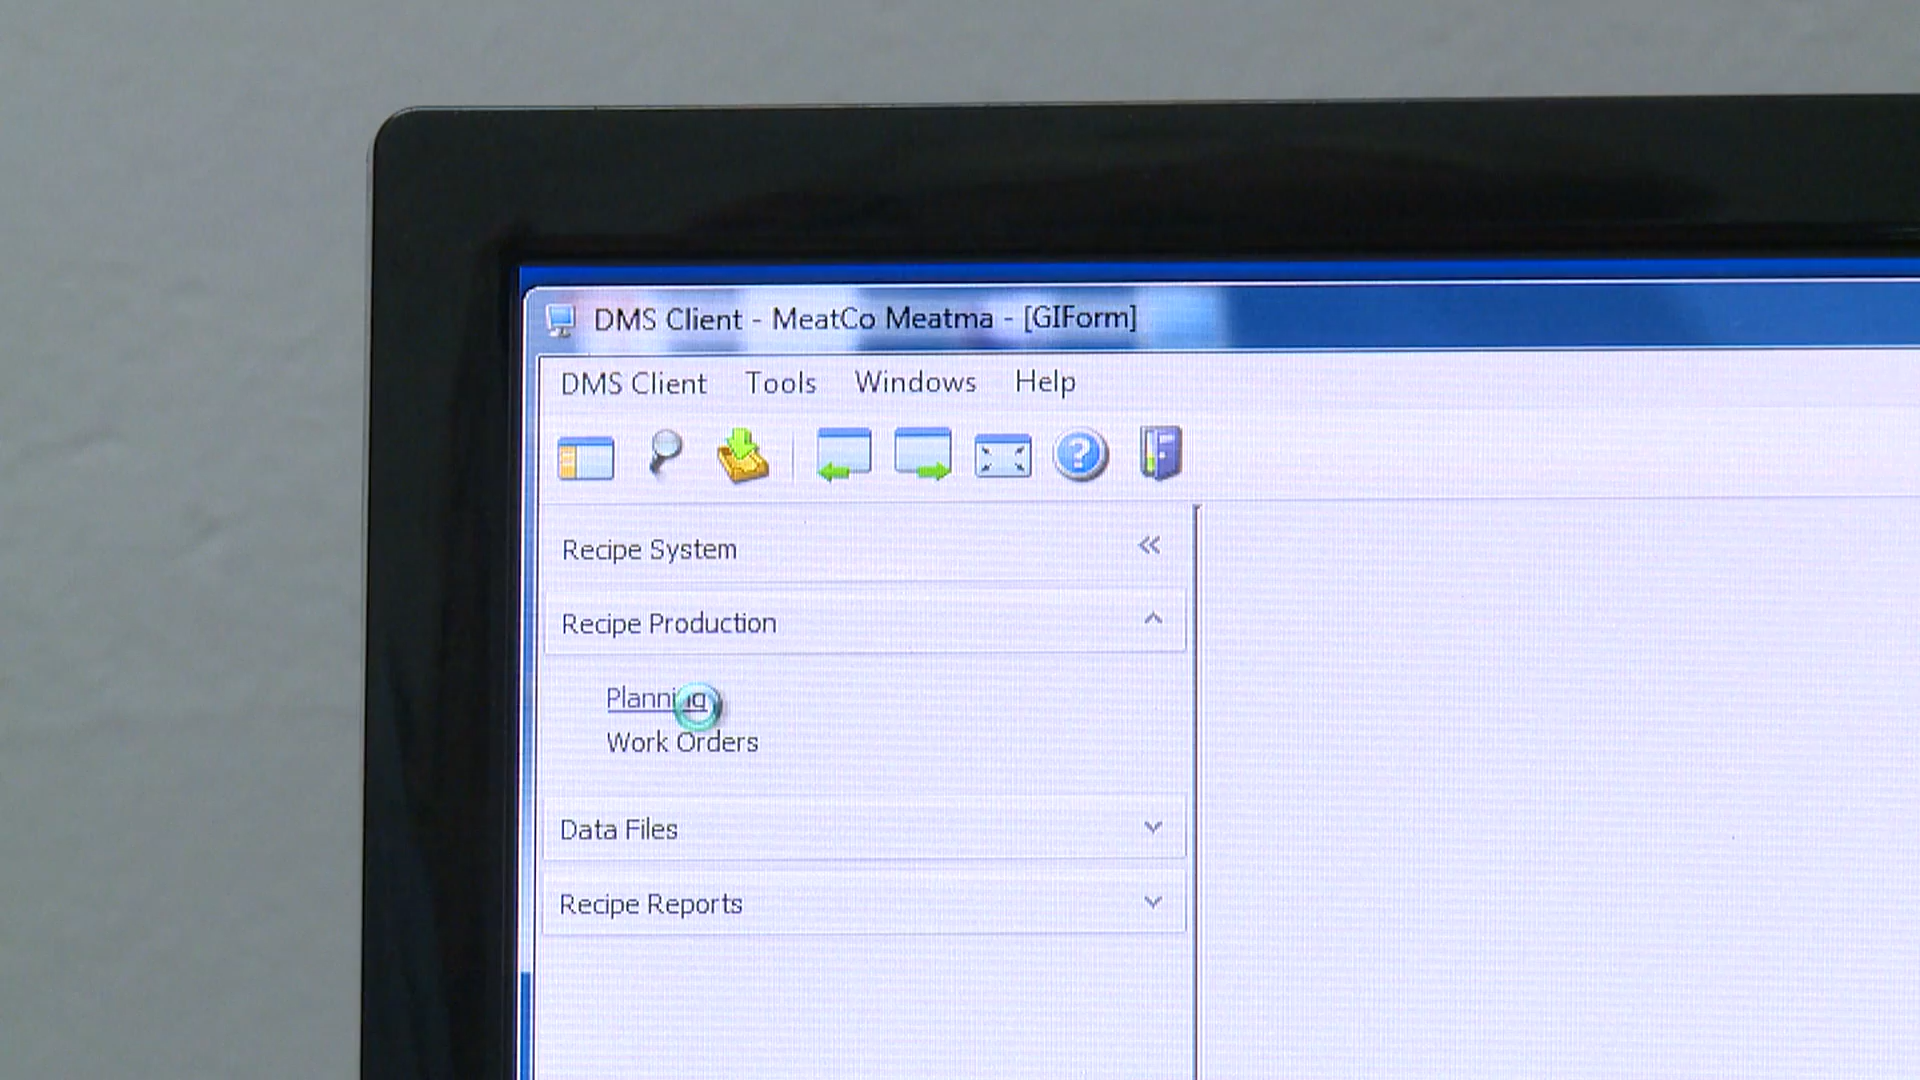 DMS Client - MeatCo Meatma - [GIForm]
DMS Client Tools Windows Help
Recipe System
Recipe Production
Planning
Work Orders
Data Files
Recipe Reports